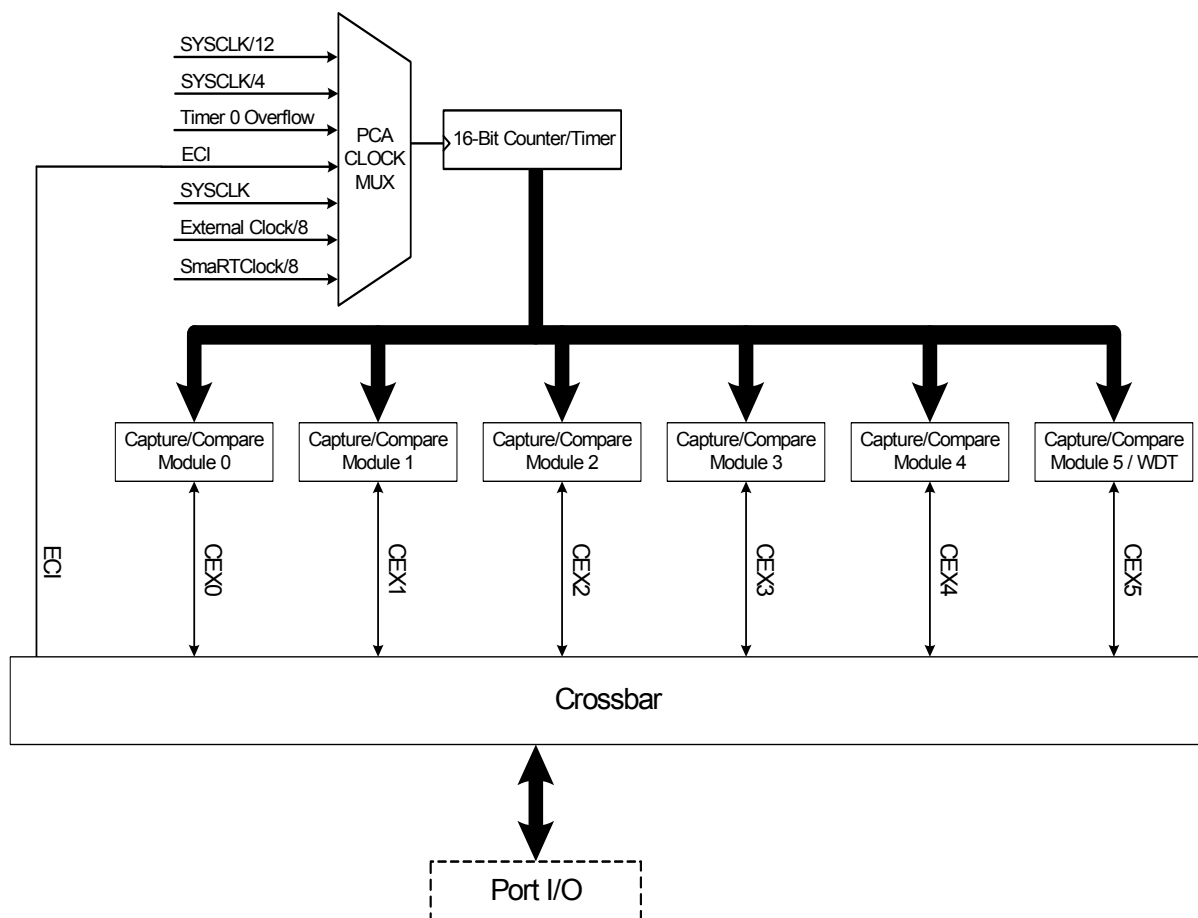 SYSCLK/12
SYSCLK/4
Timer 0 Overflow
ECI
SYSCLK
External Clock/8
SmaRTClock/8
PCA
CLOCK
MUX
16-Bit Counter/Timer
Capture/Compare
Module 0
Capture/Compare
Module 1
Capture/Compare
Module 2
Capture/Compare
Module 3
Capture/Compare
Module 4
Capture/Compare
Module 5 / WDT
ECI
CEX0
CEX1
CEX2
CEX3
CEX4
CEX5
Crossbar
Port I/O